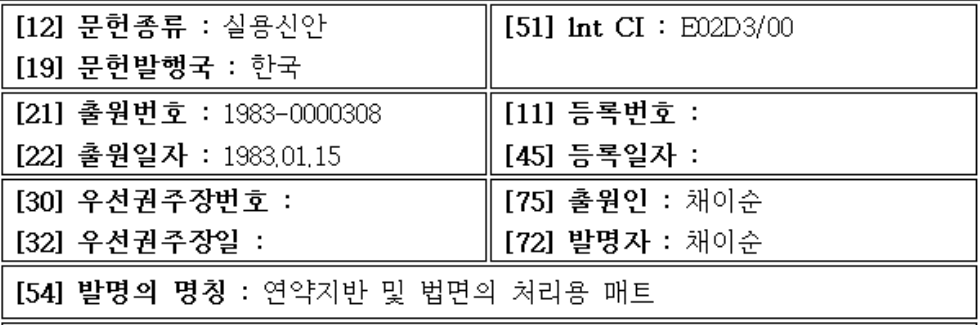 [12] 문헌종류 : 실용신안
[19] 문헌발행국 : 한국
[51] Int CI : E02D3/00
[21] 출원번호 : 1983-0000308
[22] 출원일자 : 1983.01.15
[11] 등록번호 :
[45] 등록일자 :
[30] 우선권주장번호 :
[32] 우선권주장일 :
[75] 출원인 : 채이순
[72] 발명자 : 채이순
[54] 발명의 명칭 : 연약지반 및 법면의 처리용 매트